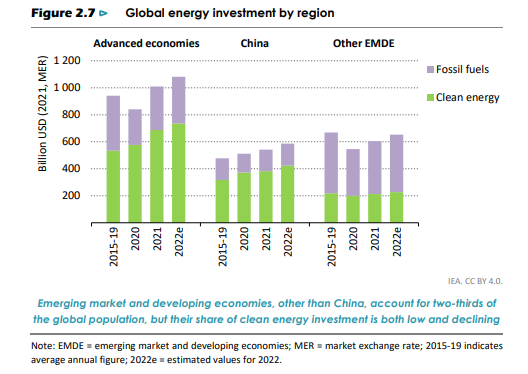 Figure 2.7 ▷ Global energy investment by region
Advanced economies China Other EMDE
Billion USD (2021, MER)
1 200
1 000
800
600
400
200
Fossil fuels
Clean energy
2015-19 2020 2021 2022e 2015-19 2020 2021 2022e 2015-19 2020 2021 2022e
IEA. CC BY 4.0.
Emerging market and developing economies, other than China, account for two-thirds of
the global population, but their share of clean energy investment is both low and declining
Note: EMDE = emerging market and developing economies; MER = market exchange rate; 2015-19 indicates
average annual figure; 2022e = estimated values for 2022.